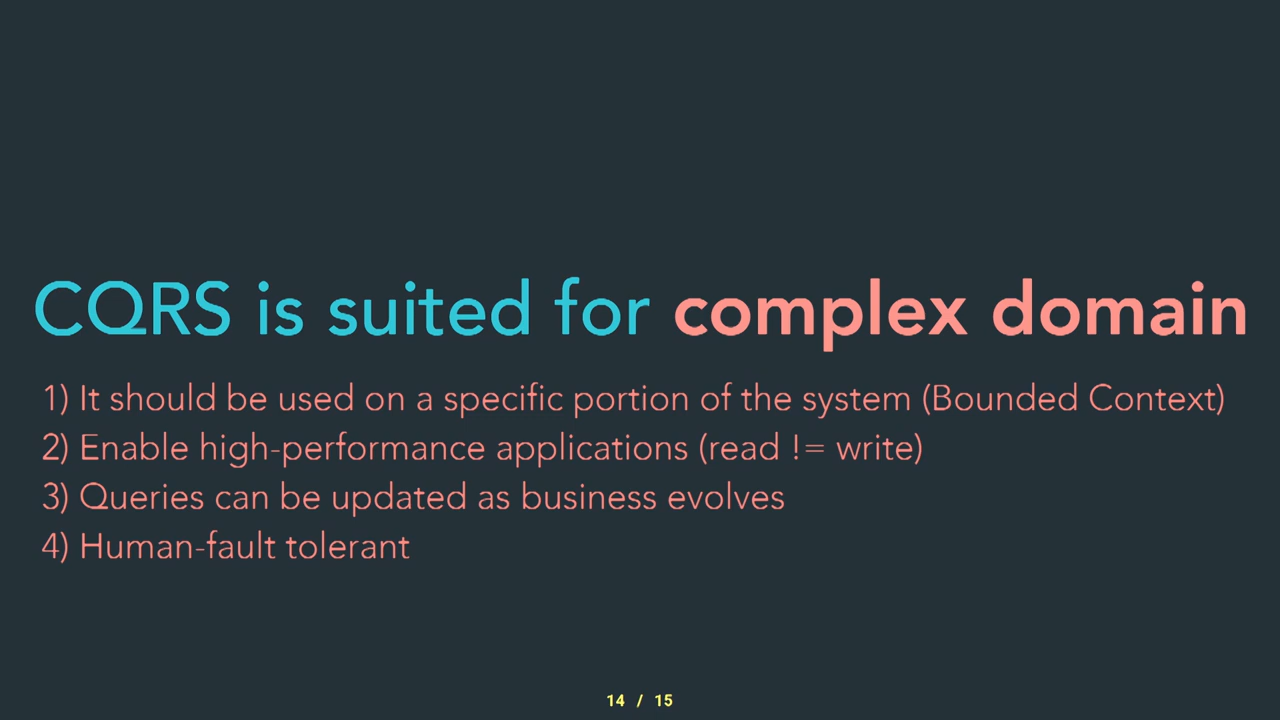 CQRS is suited for complex domain
1) It should be used on a specific portion of the system (Bounded Context)
2) Enable high-performance applications (read != write)
3) Queries can be updated as business evolves
4) Human-fault tolerant
14 / 15